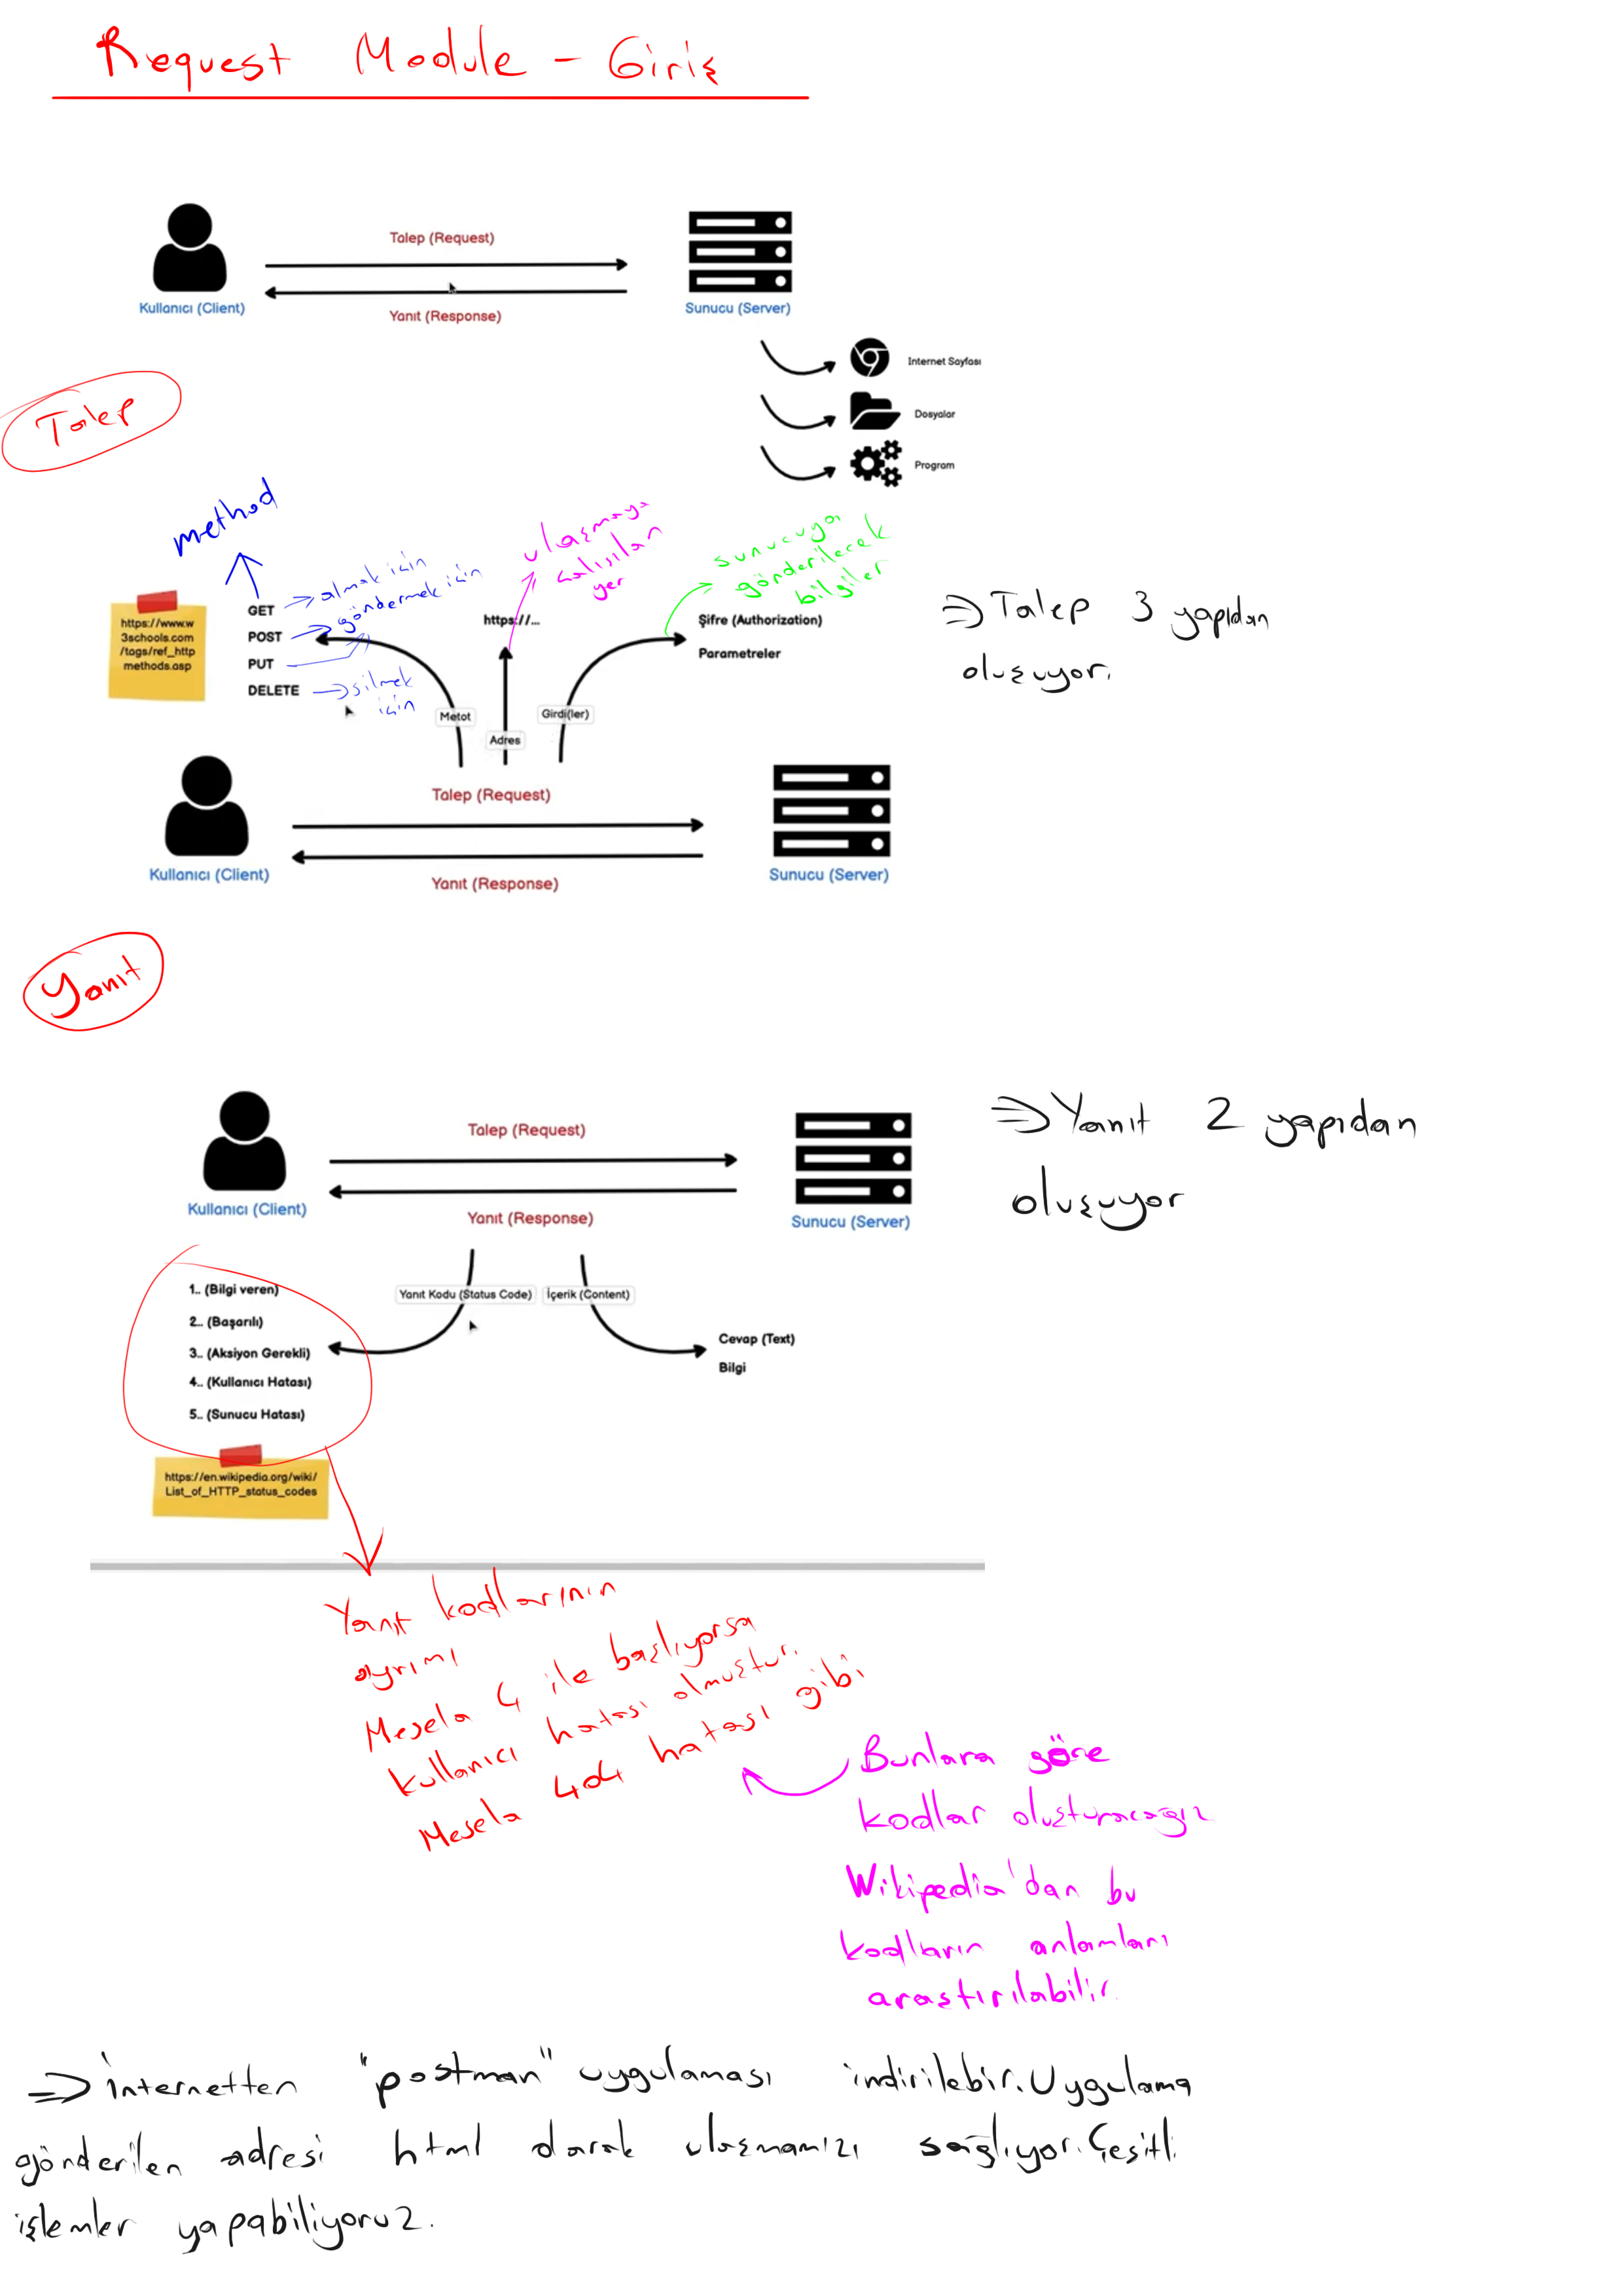 Request Module - Giriş
Talep (Request)
Kullanıcı (Client)
Yanıt (Response)
Sunucu (Server)
Internet Sayfası
Dosyalar
Program
Talep
method
GET
almak için
POST
göndermek için
PUT
DELETE
silmek
için
https://www.w
3schools.com
/tags/ref_http
methods.asp
ulaşmaya
çalışılan
yer
https://...
sunucuya
gönderilecek
bilgiler
Şifre (Authorization)
Parametreler
Metot
Adres
Girdi(ler)
⇒ Talep 3 yapıdan
oluşuyor.
Talep (Request)
Kullanıcı (Client)
Yanıt (Response)
Sunucu (Server)
Yanıt
Talep (Request)
Kullanıcı (Client)
Yanıt (Response)
Sunucu (Server)
⇒ Yanıt 2 yapıdan
oluşuyor
1.. (Bilgi veren)
2.. (Başarılı)
3.. (Aksiyon Gerekli)
4.. (Kullanıcı Hatası)
5.. (Sunucu Hatası)
Yanıt Kodu (Status Code)
İçerik (Content)
Cevap (Text)
Bilgi
https://en.wikipedia.org/wiki/
List_of_HTTP_status_codes
Yanıt kodlarının
ayrımı
Mesela 4 ile başlıyorsa
kullanıcı hatası olmuştur.
Mesela 404 hatası gibi
Bunlara göre
kodlar oluşturacağız
Wikipedia'dan bu
kodların anlamları
araştırılabilir.
⇒ İnternetten "postman" uygulaması indirilebir. Uygulama
gönderilen adresi html olarak ulaşmamızı sağlıyor. Çeşitli
işlemler yapabiliyoruz.